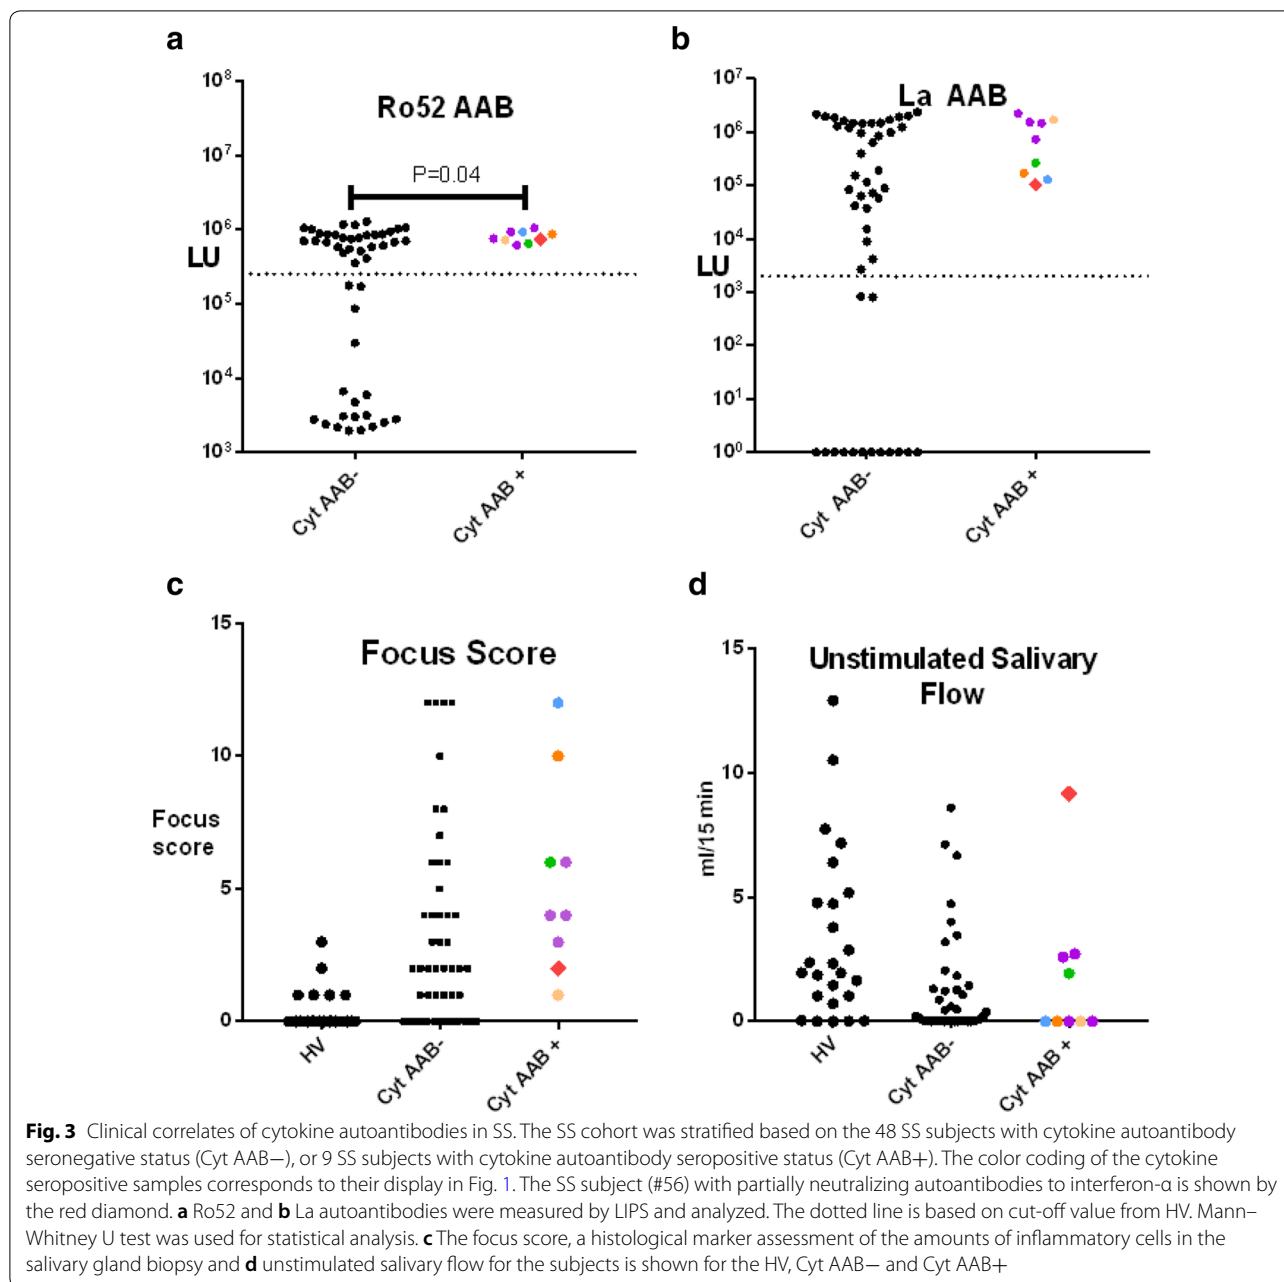 a
10⁸
Ro52 AAB
10⁷
P=0.04
10⁶
LU
10⁵
10⁴
10³
Cyt AAB-
Cyt AAB +
b
10⁷
La AAB
10⁶
10⁵
10⁴
LU
10³
10²
10¹
10⁰
Cyt AAB-
Cyt AAB +
c
15
Focus Score
10
Focus
score
5
0
HV
Cyt AAB-
Cyt AAB +
d
15
Unstimulated Salivary
Flow
10
ml/15 min
5
0
HV
Cyt AAB-
Cyt AAB +
Fig. 3 Clinical correlates of cytokine autoantibodies in SS. The SS cohort was stratified based on the 48 SS subjects with cytokine autoantibody
seronegative status (Cyt AAB−), or 9 SS subjects with cytokine autoantibody seropositive status (Cyt AAB+). The color coding of the cytokine
seropositive samples corresponds to their display in Fig. 1. The SS subject (#56) with partially neutralizing autoantibodies to interferon-α is shown by
the red diamond. a Ro52 and b La autoantibodies were measured by LIPS and analyzed. The dotted line is based on cut-off value from HV. Mann–
Whitney U test was used for statistical analysis. c The focus score, a histological marker assessment of the amounts of inflammatory cells in the
salivary gland biopsy and d unstimulated salivary flow for the subjects is shown for the HV, Cyt AAB− and Cyt AAB+